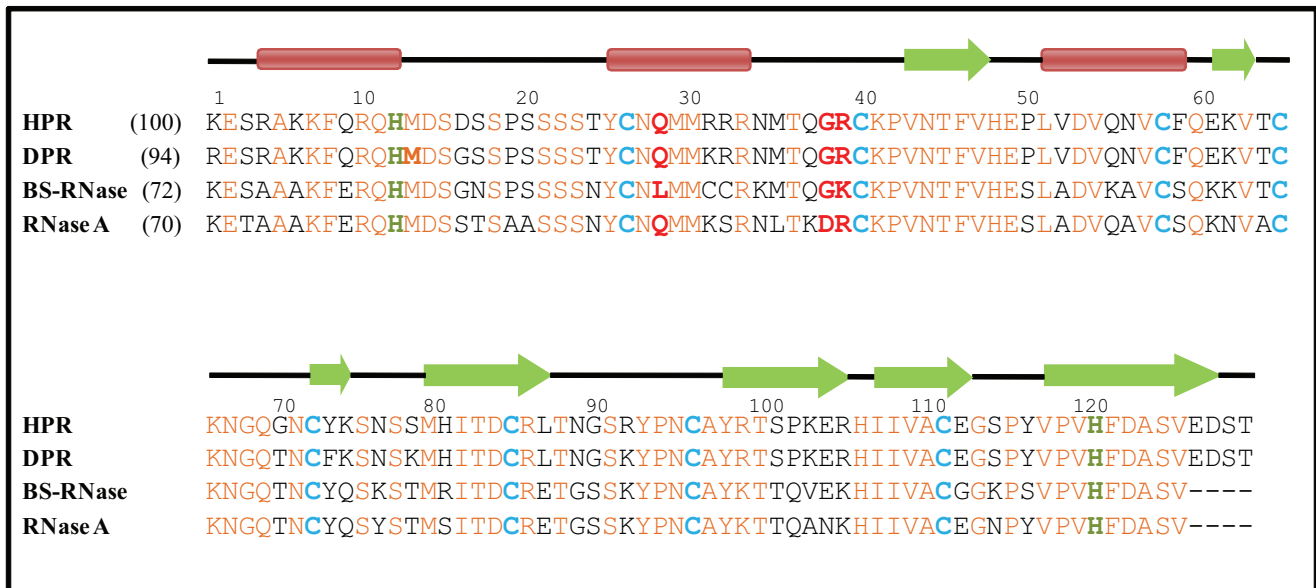 1 10 20 30 40 50 60
HPR (100) KESRAKKFQRQHMDSDSSPSSSSTYCNQMMRRRNMTQGRCKPVNTFVHEPLVDVQNVCFQEKVTC
DPR (94) RESRAKKFQRQHMDSGSSPSSSSTYCNQMMKRRNMTQGRCKPVNTFVHEPLVDVQNVCFQEKVTC
BS-RNase (72) KESAAAKFERQHMDSGNSPSSSSNYCNLMMCCRKMTQGKCKPVNTFVHESLADVKAVCSQKKVTC
RNase A (70) KETAAAKFERQHMDSSTSAASSSNYCNQMMKSRNLTKDRCKPVNTFVHESLADVQAVCSQKNVAC
70 80 90 100 110 120
HPR KNGQGNCYKSNSSMHITDCRLTNGSRYPNCAYRTSPKERHIIVACEGSPYVPVHFDASVEDST
DPR KNGQTNCFKSNSKMHITDCRLTNGSKYPNCAYRTSPKERHIIVACEGSPYVPVHFDASVEDST
BS-RNase KNGQTNCYQSKSTMRITDCRETGSSKYPNCAYKTTQVEKHIIVACGGKPSVPVHFDASV----
RNase A KNGQTNCYQSYSTMSITDCRETGSSKYPNCAYKTTQANKHIIVACEGNPYVPVHFDASV----